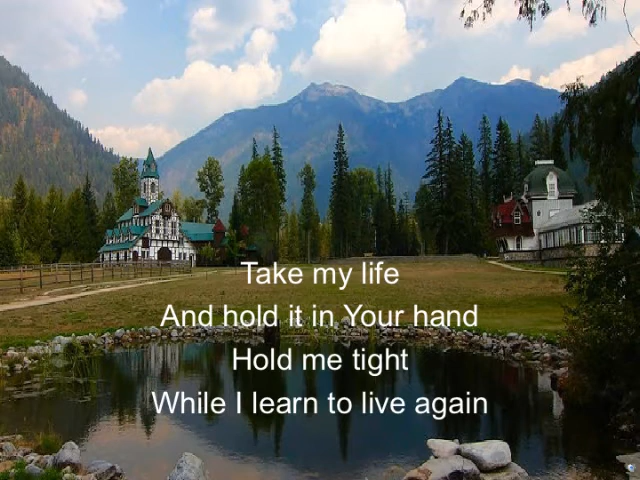 Take my life
And hold it in Your hand
Hold me tight
While I learn to live again